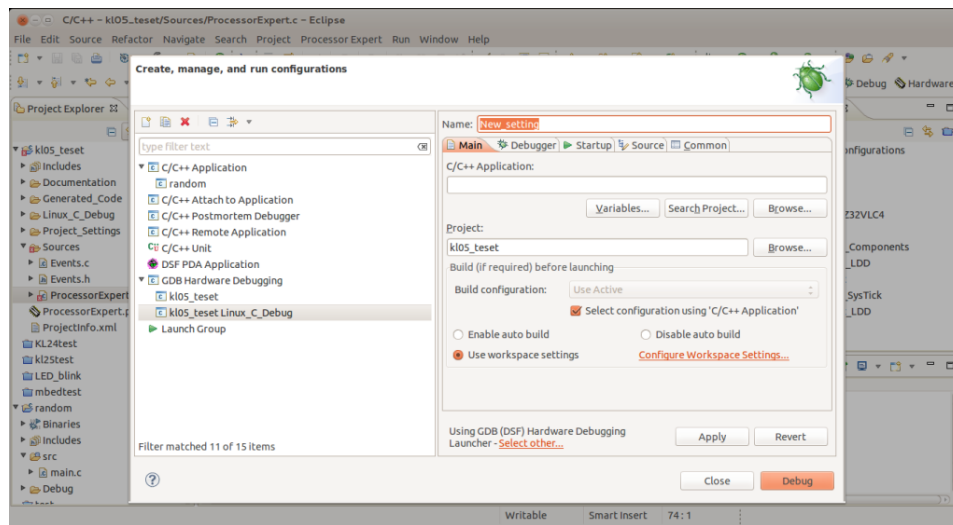 C/C++ - kl05_teset/Sources/ProcessorExpert.c - Eclipse
File Edit Source Refactor Navigate Search Project Processor Expert Run Window Help
Debug Hardware
Project Explorer
kl05_teset
Includes
Documentation
Generated_Code
Linux_C_Debug
Project_Settings
Sources
Events.c
Events.h
ProcessorExpert
ProcessorExpert.p
ProjectInfo.xml
KL24test
kl25test
LED_blink
mbedtest
random
Binaries
Includes
src
main.c
Debug
Create, manage, and run configurations
type filter text
C/C++ Application
random
C/C++ Attach to Application
C/C++ Postmortem Debugger
C/C++ Remote Application
C/C++ Unit
DSF PDA Application
GDB Hardware Debugging
kl05_teset
kl05_teset Linux_C_Debug
Launch Group
Filter matched 11 of 15 items
Name: New_setting
Main Debugger Startup Source Common
C/C++ Application:
Variables... Search Project... Browse...
Project:
kl05_teset Browse...
Build (if required) before launching
Build configuration: Use Active
Select configuration using 'C/C++ Application'
Enable auto build Disable auto build
Use workspace settings Configure Workspace Settings...
Using GDB (DSF) Hardware Debugging
Launcher - Select other...
Apply Revert
Close Debug
nfigurations
Z32VLC4
_Components
_LDD
_SysTick
_LDD
Writable Smart Insert 74 : 1